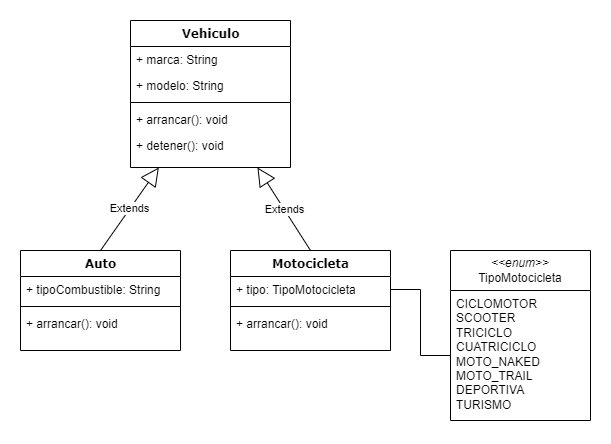 Vehiculo
+ marca: String
+ modelo: String
+ arrancar(): void
+ detener(): void
Extends
Extends
Auto
+ tipoCombustible: String
+ arrancar(): void
Motocicleta
+ tipo: TipoMotocicleta
+ arrancar(): void
<<enum>>
TipoMotocicleta
CICLOMOTOR
SCOOTER
TRICICLO
CUATRICICLO
MOTO_NAKED
MOTO_TRAIL
DEPORTIVA
TURISMO